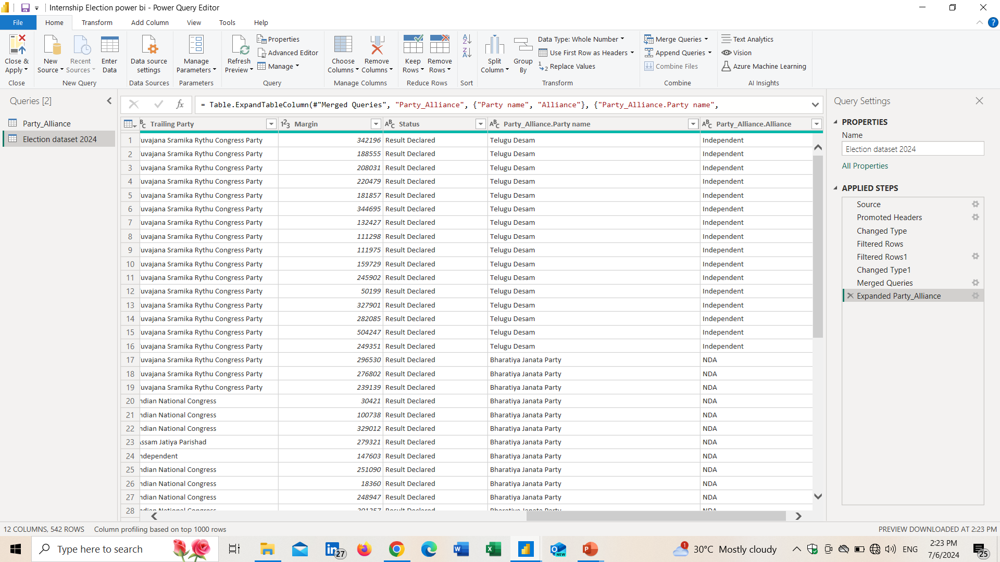 Internship Election power bi - Power Query Editor
File Home Transform Add Column View Tools Help
Close & Apply
New Source
Recent Sources
Enter Data
Data source settings
Manage Parameters
Refresh Preview
Properties
Advanced Editor
Manage
Choose Columns
Remove Columns
Keep Rows
Remove Rows
Split Column
Group By
Data Type: Whole Number
Use First Row as Headers
Replace Values
Merge Queries
Append Queries
Combine Files
Text Analytics
Vision
Azure Machine Learning
Close New Query Data Sources Parameters Query Manage Columns Reduce Rows Sort Transform Combine AI Insights
Queries [2]
Party_Alliance
Election dataset 2024
fx = Table.ExpandTableColumn(#"Merged Queries", "Party_Alliance", {"Party name", "Alliance"}, {"Party_Alliance.Party name",
Trailing Party Margin Status Party_Alliance.Party name Party_Alliance.Alliance
1 uvajana Sramika Rythu Congress Party 342196 Result Declared Telugu Desam Independent
2 uvajana Sramika Rythu Congress Party 188555 Result Declared Telugu Desam Independent
3 uvajana Sramika Rythu Congress Party 208031 Result Declared Telugu Desam Independent
4 uvajana Sramika Rythu Congress Party 220479 Result Declared Telugu Desam Independent
5 uvajana Sramika Rythu Congress Party 181857 Result Declared Telugu Desam Independent
6 uvajana Sramika Rythu Congress Party 344695 Result Declared Telugu Desam Independent
7 uvajana Sramika Rythu Congress Party 132427 Result Declared Telugu Desam Independent
8 uvajana Sramika Rythu Congress Party 111298 Result Declared Telugu Desam Independent
9 uvajana Sramika Rythu Congress Party 111975 Result Declared Telugu Desam Independent
10 uvajana Sramika Rythu Congress Party 159729 Result Declared Telugu Desam Independent
11 uvajana Sramika Rythu Congress Party 245902 Result Declared Telugu Desam Independent
12 uvajana Sramika Rythu Congress Party 50199 Result Declared Telugu Desam Independent
13 uvajana Sramika Rythu Congress Party 327901 Result Declared Telugu Desam Independent
14 uvajana Sramika Rythu Congress Party 282085 Result Declared Telugu Desam Independent
15 uvajana Sramika Rythu Congress Party 504247 Result Declared Telugu Desam Independent
16 uvajana Sramika Rythu Congress Party 249351 Result Declared Telugu Desam Independent
17 uvajana Sramika Rythu Congress Party 296530 Result Declared Bharatiya Janata Party NDA
18 uvajana Sramika Rythu Congress Party 276802 Result Declared Bharatiya Janata Party NDA
19 uvajana Sramika Rythu Congress Party 239139 Result Declared Bharatiya Janata Party NDA
20 ndian National Congress 30421 Result Declared Bharatiya Janata Party NDA
21 ndian National Congress 100738 Result Declared Bharatiya Janata Party NDA
22 ndian National Congress 329012 Result Declared Bharatiya Janata Party NDA
23 Assam Jatiya Parishad 279321 Result Declared Bharatiya Janata Party NDA
24 ndependent 147603 Result Declared Bharatiya Janata Party NDA
25 ndian National Congress 251090 Result Declared Bharatiya Janata Party NDA
26 ndian National Congress 18360 Result Declared Bharatiya Janata Party NDA
27 ndian National Congress 248947 Result Declared Bharatiya Janata Party NDA
28 ndian National Congress 201257 Result Declared Bharatiya Janata Party NDA
Query Settings
PROPERTIES
Name
Election dataset 2024
All Properties
APPLIED STEPS
Source
Promoted Headers
Changed Type
Filtered Rows
Filtered Rows1
Changed Type1
Merged Queries
Expanded Party_Alliance
12 COLUMNS, 542 ROWS Column profiling based on top 1000 rows PREVIEW DOWNLOADED AT 2:23 PM
Type here to search 27 NEW 1 30°C Mostly cloudy ENG 2:23 PM
7/6/2024 25